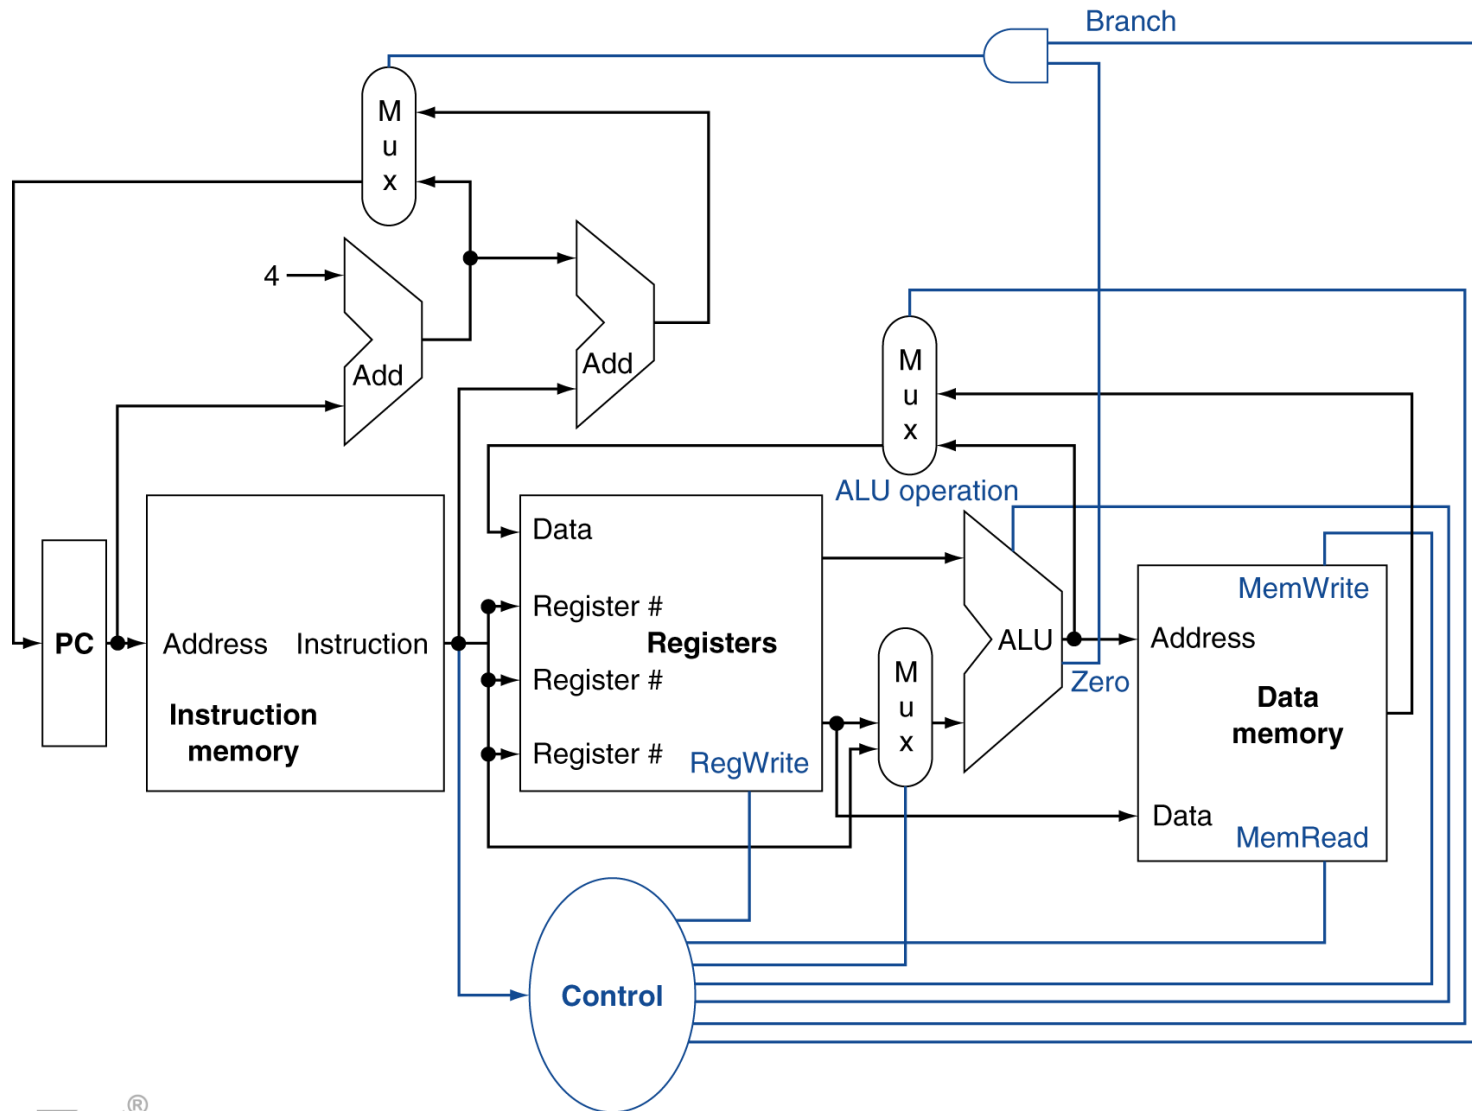 Branch
M
u
x
4
Add
Add
M
u
x
ALU operation
Data
Register #
Registers
Register #
Register #
RegWrite
PC
Address
Instruction
Instruction
memory
M
u
x
ALU
Zero
MemWrite
Address
Data
memory
Data
MemRead
Control
®